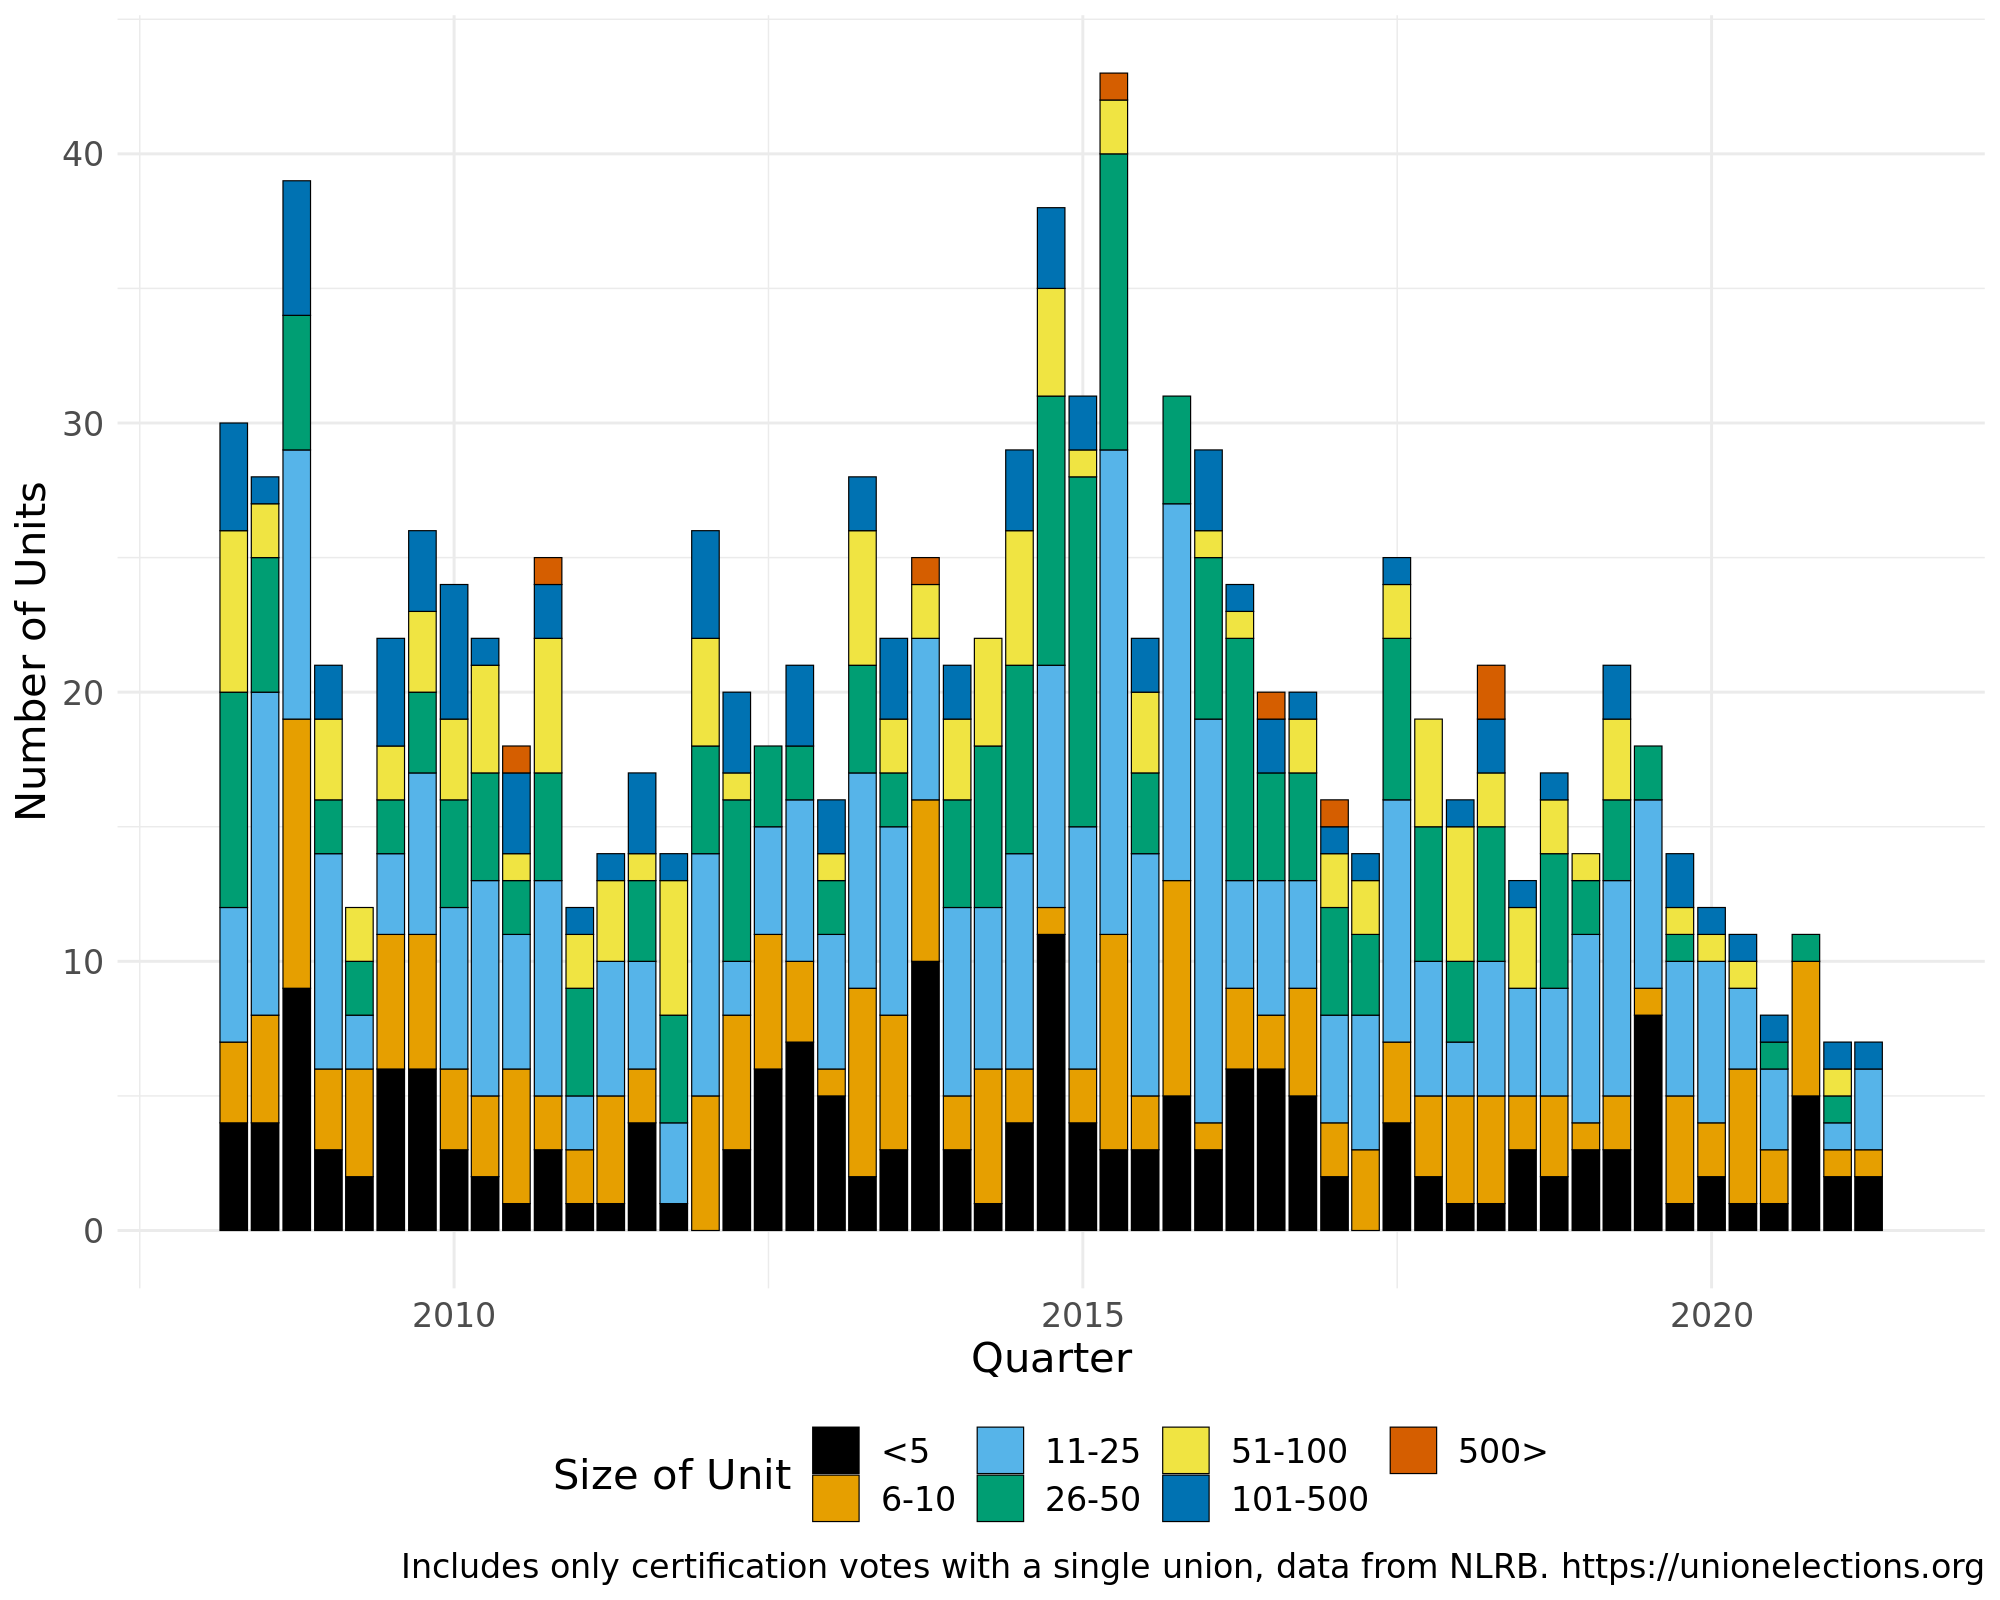 Number of Units
40
30
20
10
0
2010 2015 2020
Quarter
Size of Unit
<5 11-25 51-100 500>
6-10 26-50 101-500
Includes only certification votes with a single union, data from NLRB. https://unionelections.org